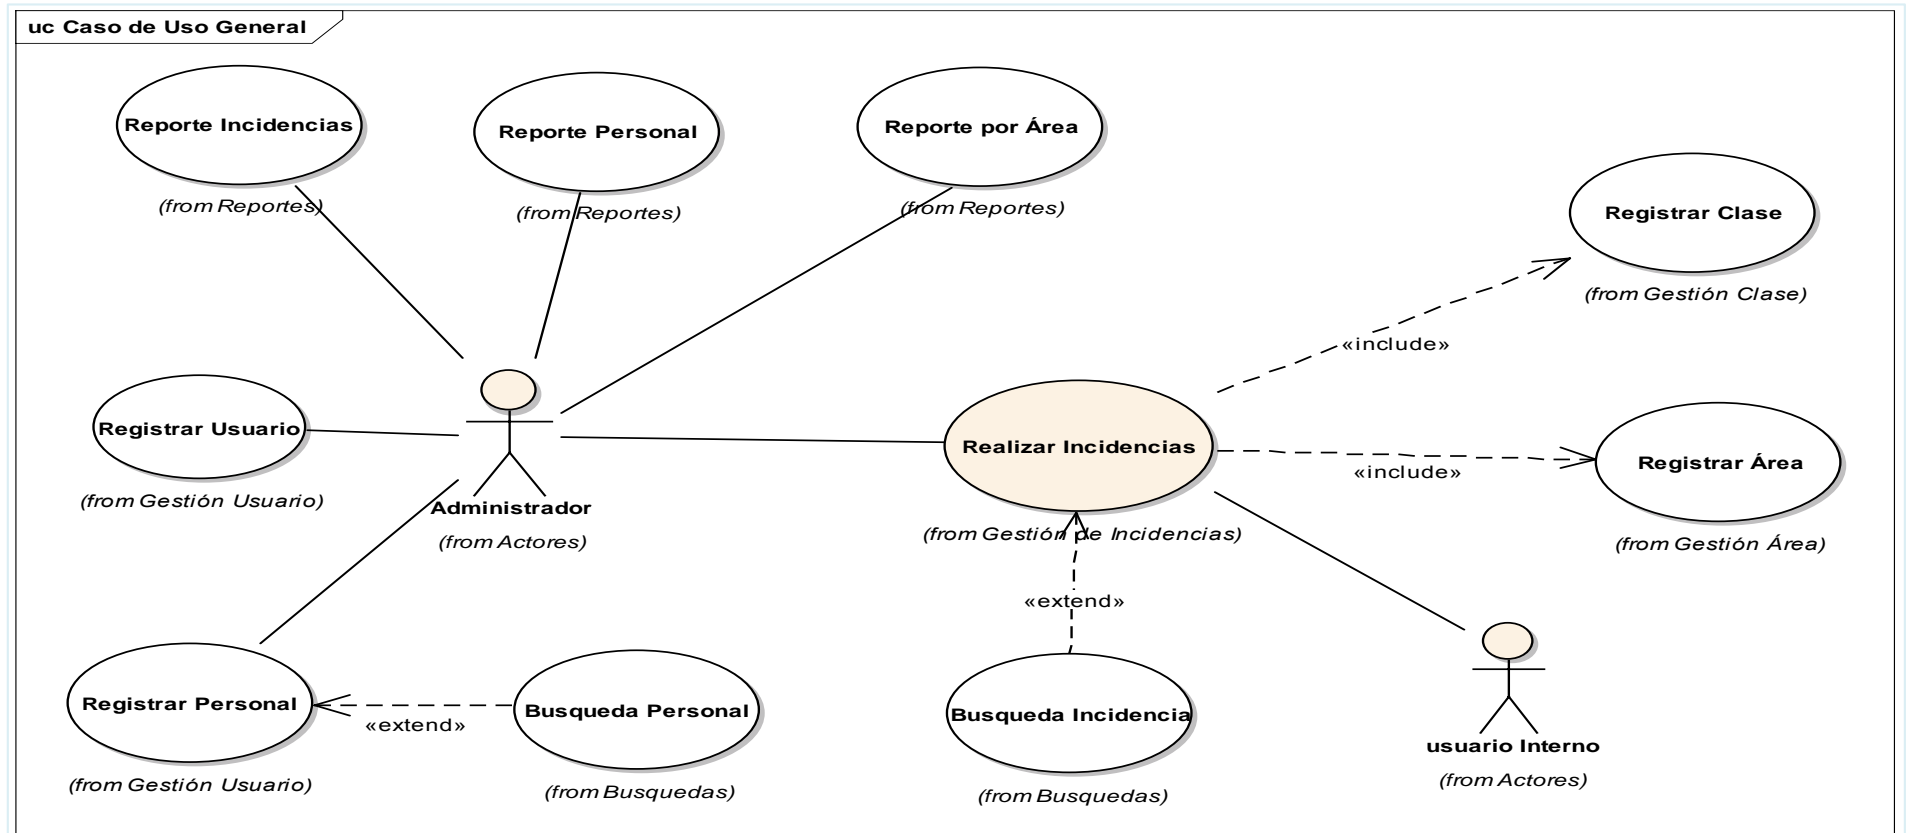 uc Caso de Uso General
Reporte Incidencias
(from Reportes)
Reporte Personal
(from Reportes)
Reporte por Área
(from Reportes)
Registrar Clase
(from Gestión Clase)
«include»
Registrar Usuario
(from Gestión Usuario)
Administrador
(from Actores)
Realizar Incidencias
(from Gestión de Incidencias)
«include»
Registrar Área
(from Gestión Área)
«extend»
Registrar Personal
(from Gestión Usuario)
«extend»
Busqueda Personal
(from Busquedas)
Busqueda Incidencia
(from Busquedas)
usuario Interno
(from Actores)